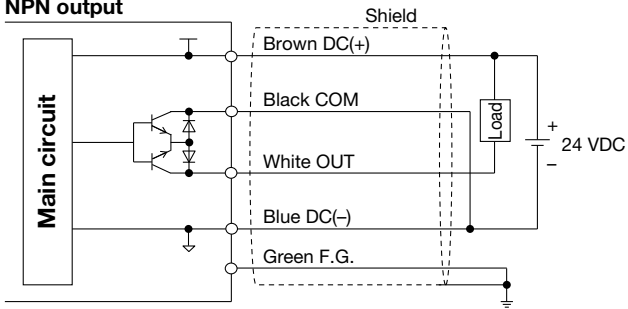 NPN output
Shield
Brown DC(+)
Black COM
Load
+
24 VDC
–
Main circuit
White OUT
Blue DC(–)
Green F.G.